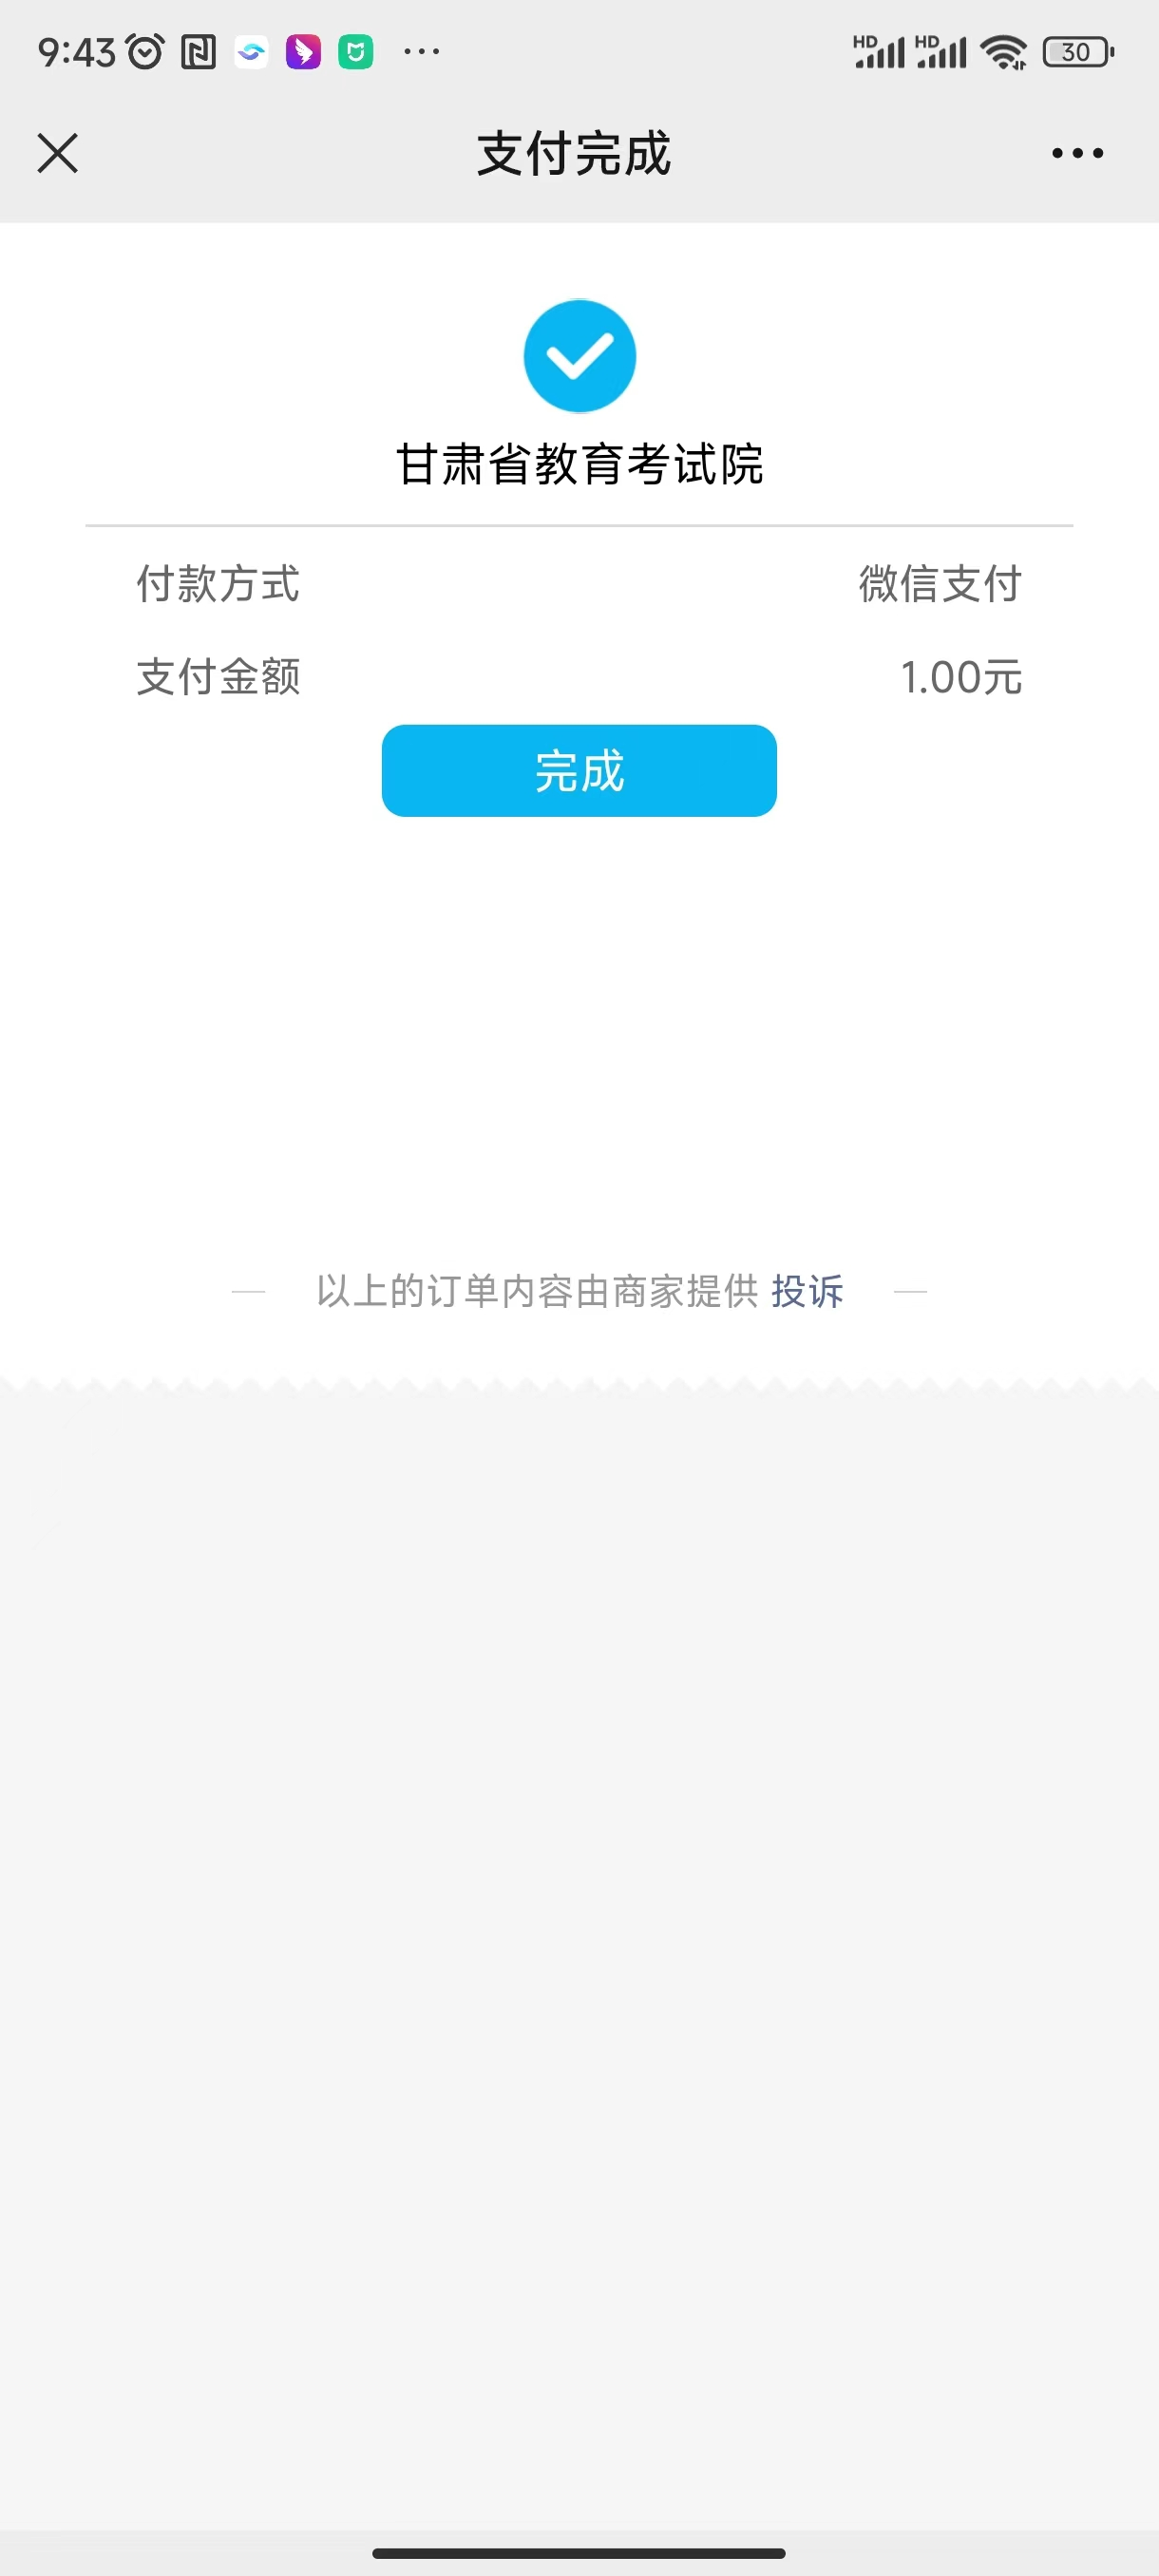 9:43 HD HD 30
支付完成
甘肃省教育考试院
付款方式 微信支付
支付金额 1.00元
完成
以上的订单内容由商家提供 投诉